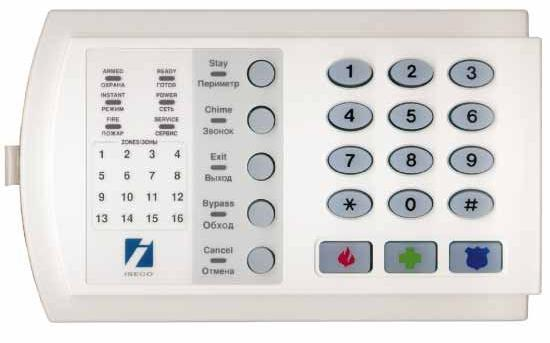 ARMED READY
ОХРАНА ГОТОВ
INSTANT POWER
РЕЖИМ СЕТЬ
FIRE SERVICE
ПОЖАР СЕРВИС
ZONES/ЗОНЫ
1 2 3 4
5 6 7 8
9 10 11 12
13 14 15 16
ISECO
Stay
Периметр
Chime
Звонок
Exit
Выход
Bypass
Обход
Cancel
Отмена
1 2 3
4 5 6
7 8 9
* 0 #